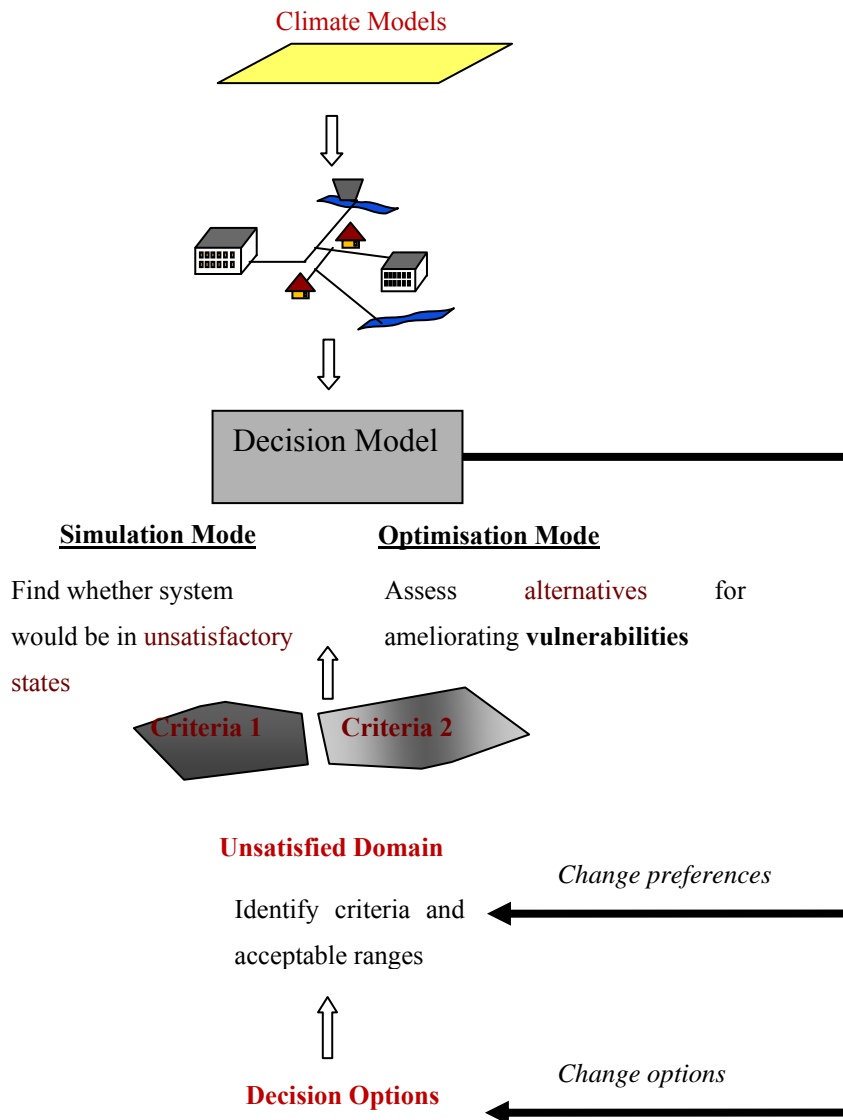 Climate Models
Decision Model
Simulation Mode
Find whether system
would be in unsatisfactory
states
Optimisation Mode
Assess alternatives for
ameliorating vulnerabilities
Criteria 1
Criteria 2
Unsatisfied Domain
Identify criteria and
acceptable ranges
Change preferences
Decision Options
Change options